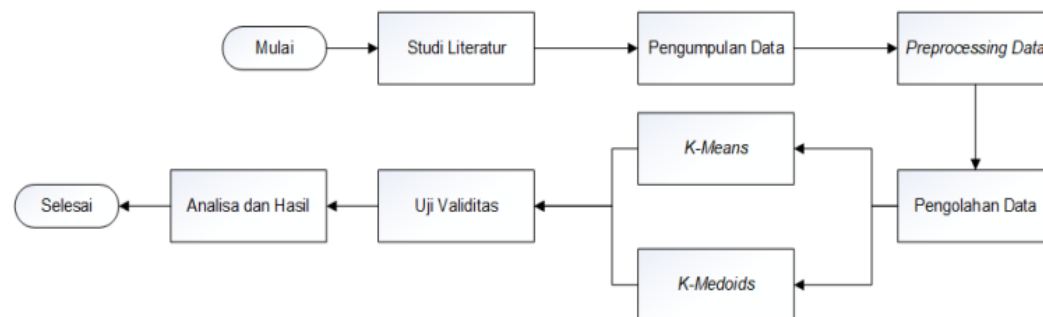 Mulai
Studi Literatur
Pengumpulan Data
Preprocessing Data
Pengolahan Data
K-Means
K-Medoids
Uji Validitas
Analisa dan Hasil
Selesai